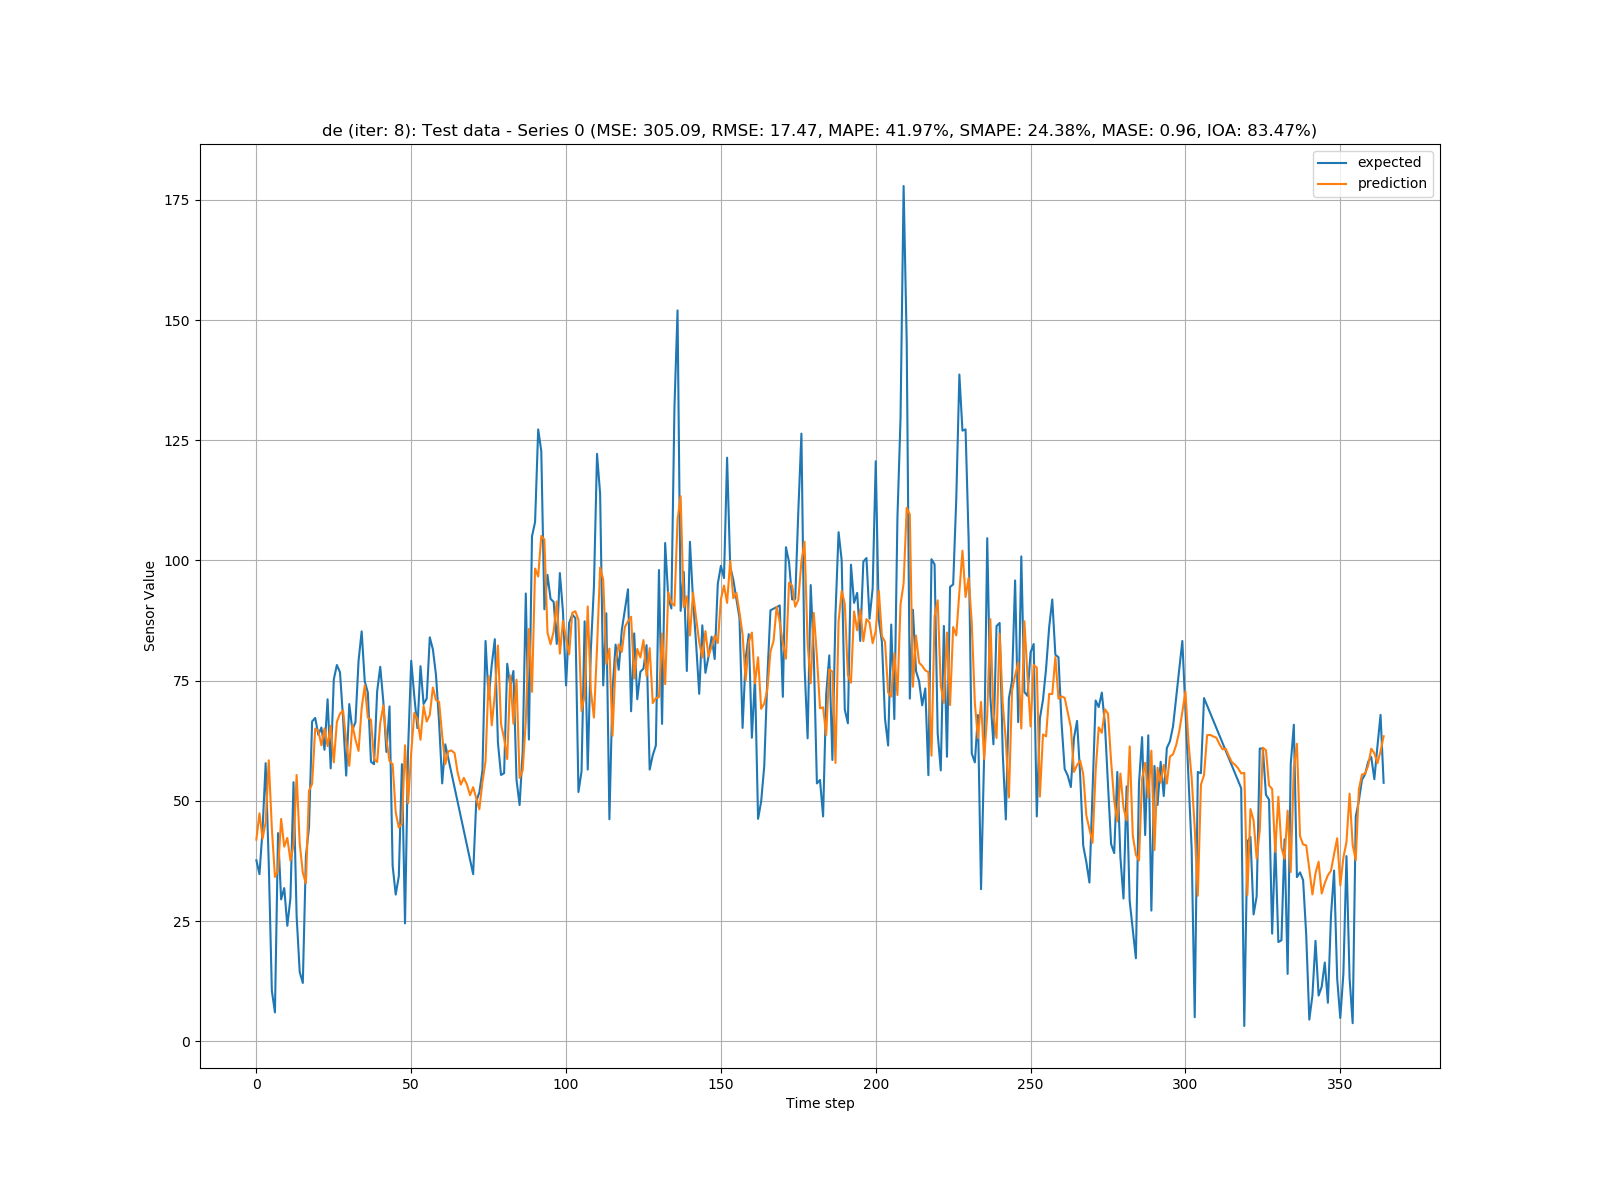 de (iter: 8): Test data - Series 0 (MSE: 305.09, RMSE: 17.47, MAPE: 41.97%, SMAPE: 24.38%, MASE: 0.96, IOA: 83.47%)
expected
prediction
175
150
125
100
75
50
25
0
Sensor Value
0 50 100 150 200 250 300 350
Time step